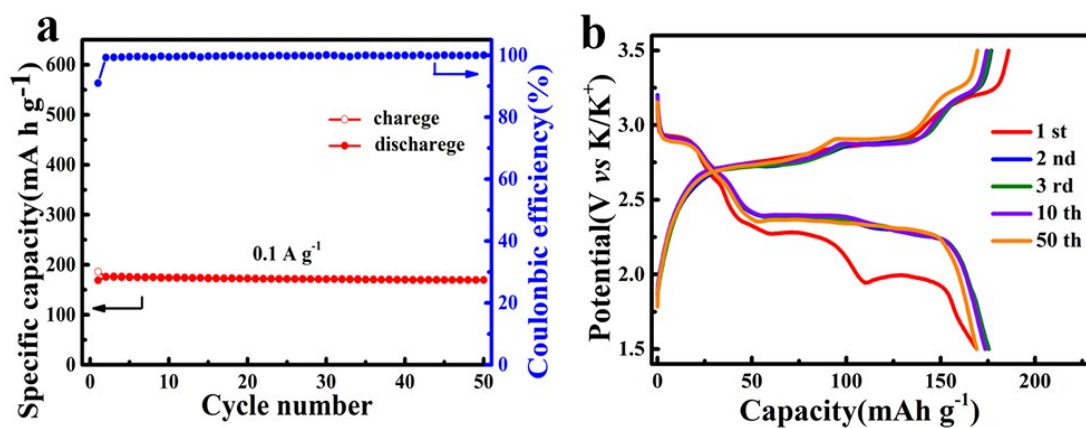 a
Specific capacity(mA h g-1)
600
500
400
300
200
150
100
0
0
10
20
30
40
50
Cycle number
charege
discharege
0.1 A g-1
100
80
60
40
20
0
Coulonbic efficiency(%)
b
Potential(V vs K/K+)
3.5
3.0
2.5
2.0
1.5
0
50
100
150
200
Capacity(mAh g-1)
1 st
2 nd
3 rd
10 th
50 th